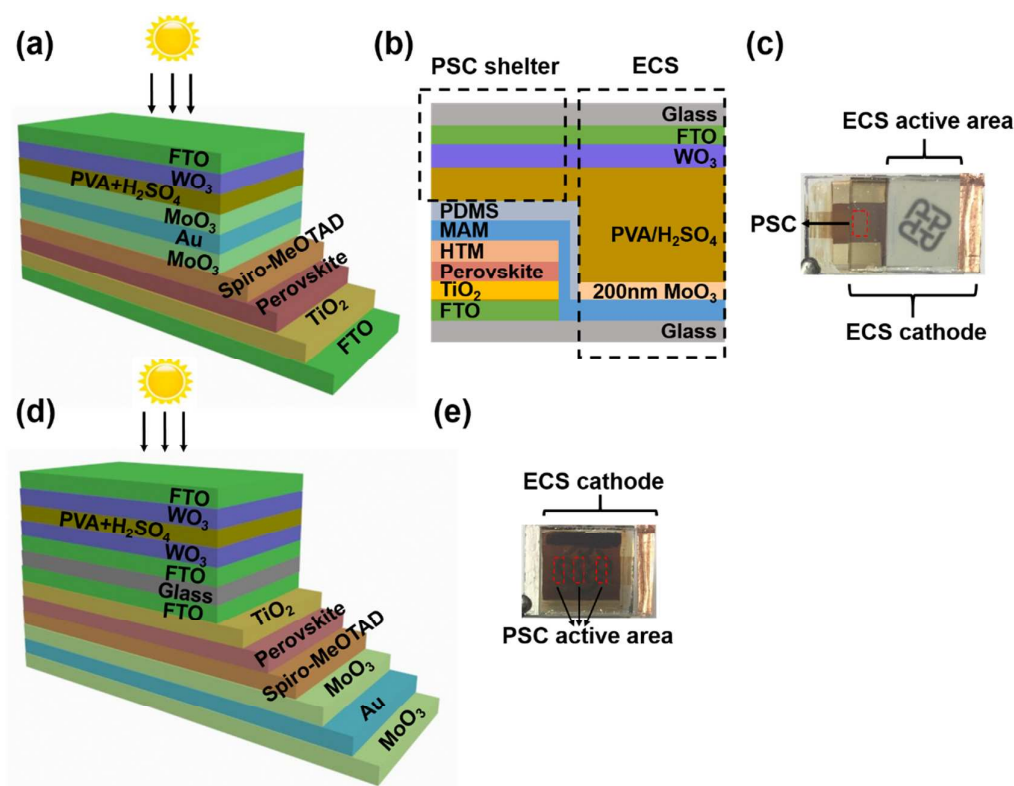 (a)
FTO
WO₃
PVA+H₂SO₄
MoO₃
Au
MoO₃
Spiro-MeOTAD
Perovskite
TiO₂
FTO
(b)
PSC shelter
ECS
Glass
FTO
WO₃
PDMS
MAM
HTM
Perovskite
TiO₂
FTO
PVA/H₂SO₄
200nm MoO₃
Glass
(c)
ECS active area
PSC
ECS cathode
(d)
FTO
WO₃
PVA+H₂SO₄
WO₃
FTO
Glass
FTO
TiO₂
Perovskite
Spiro-MeOTAD
MoO₃
Au
MoO₃
(e)
ECS cathode
PSC active area